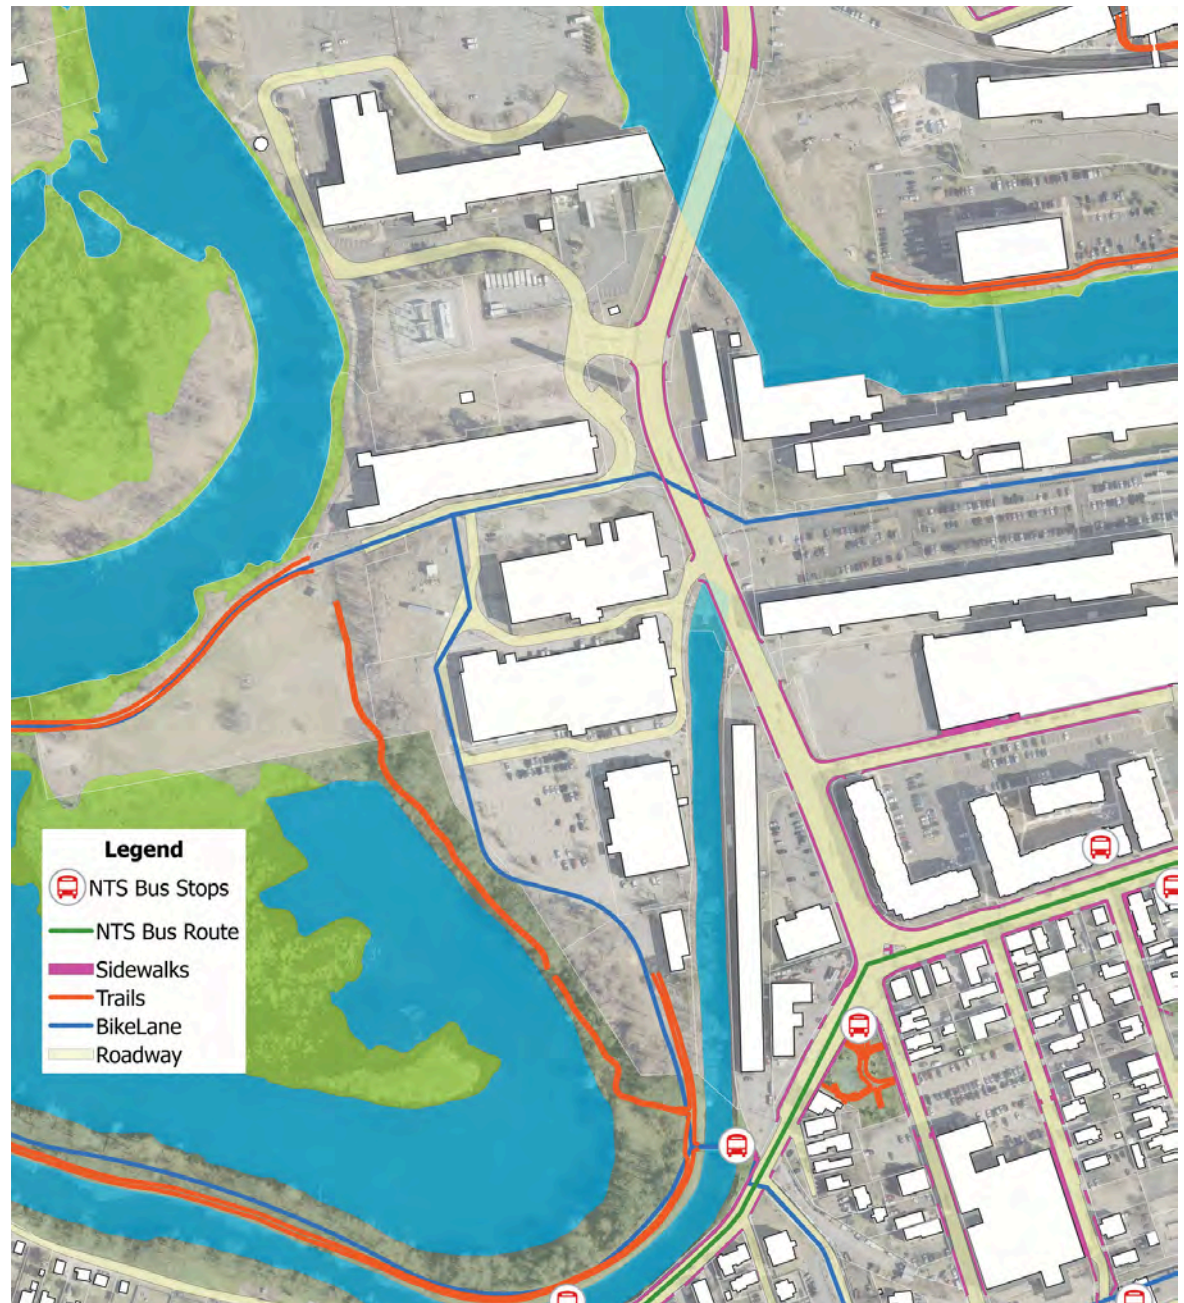 Legend
NTS Bus Stops
NTS Bus Route
Sidewalks
Trails
BikeLane
Roadway